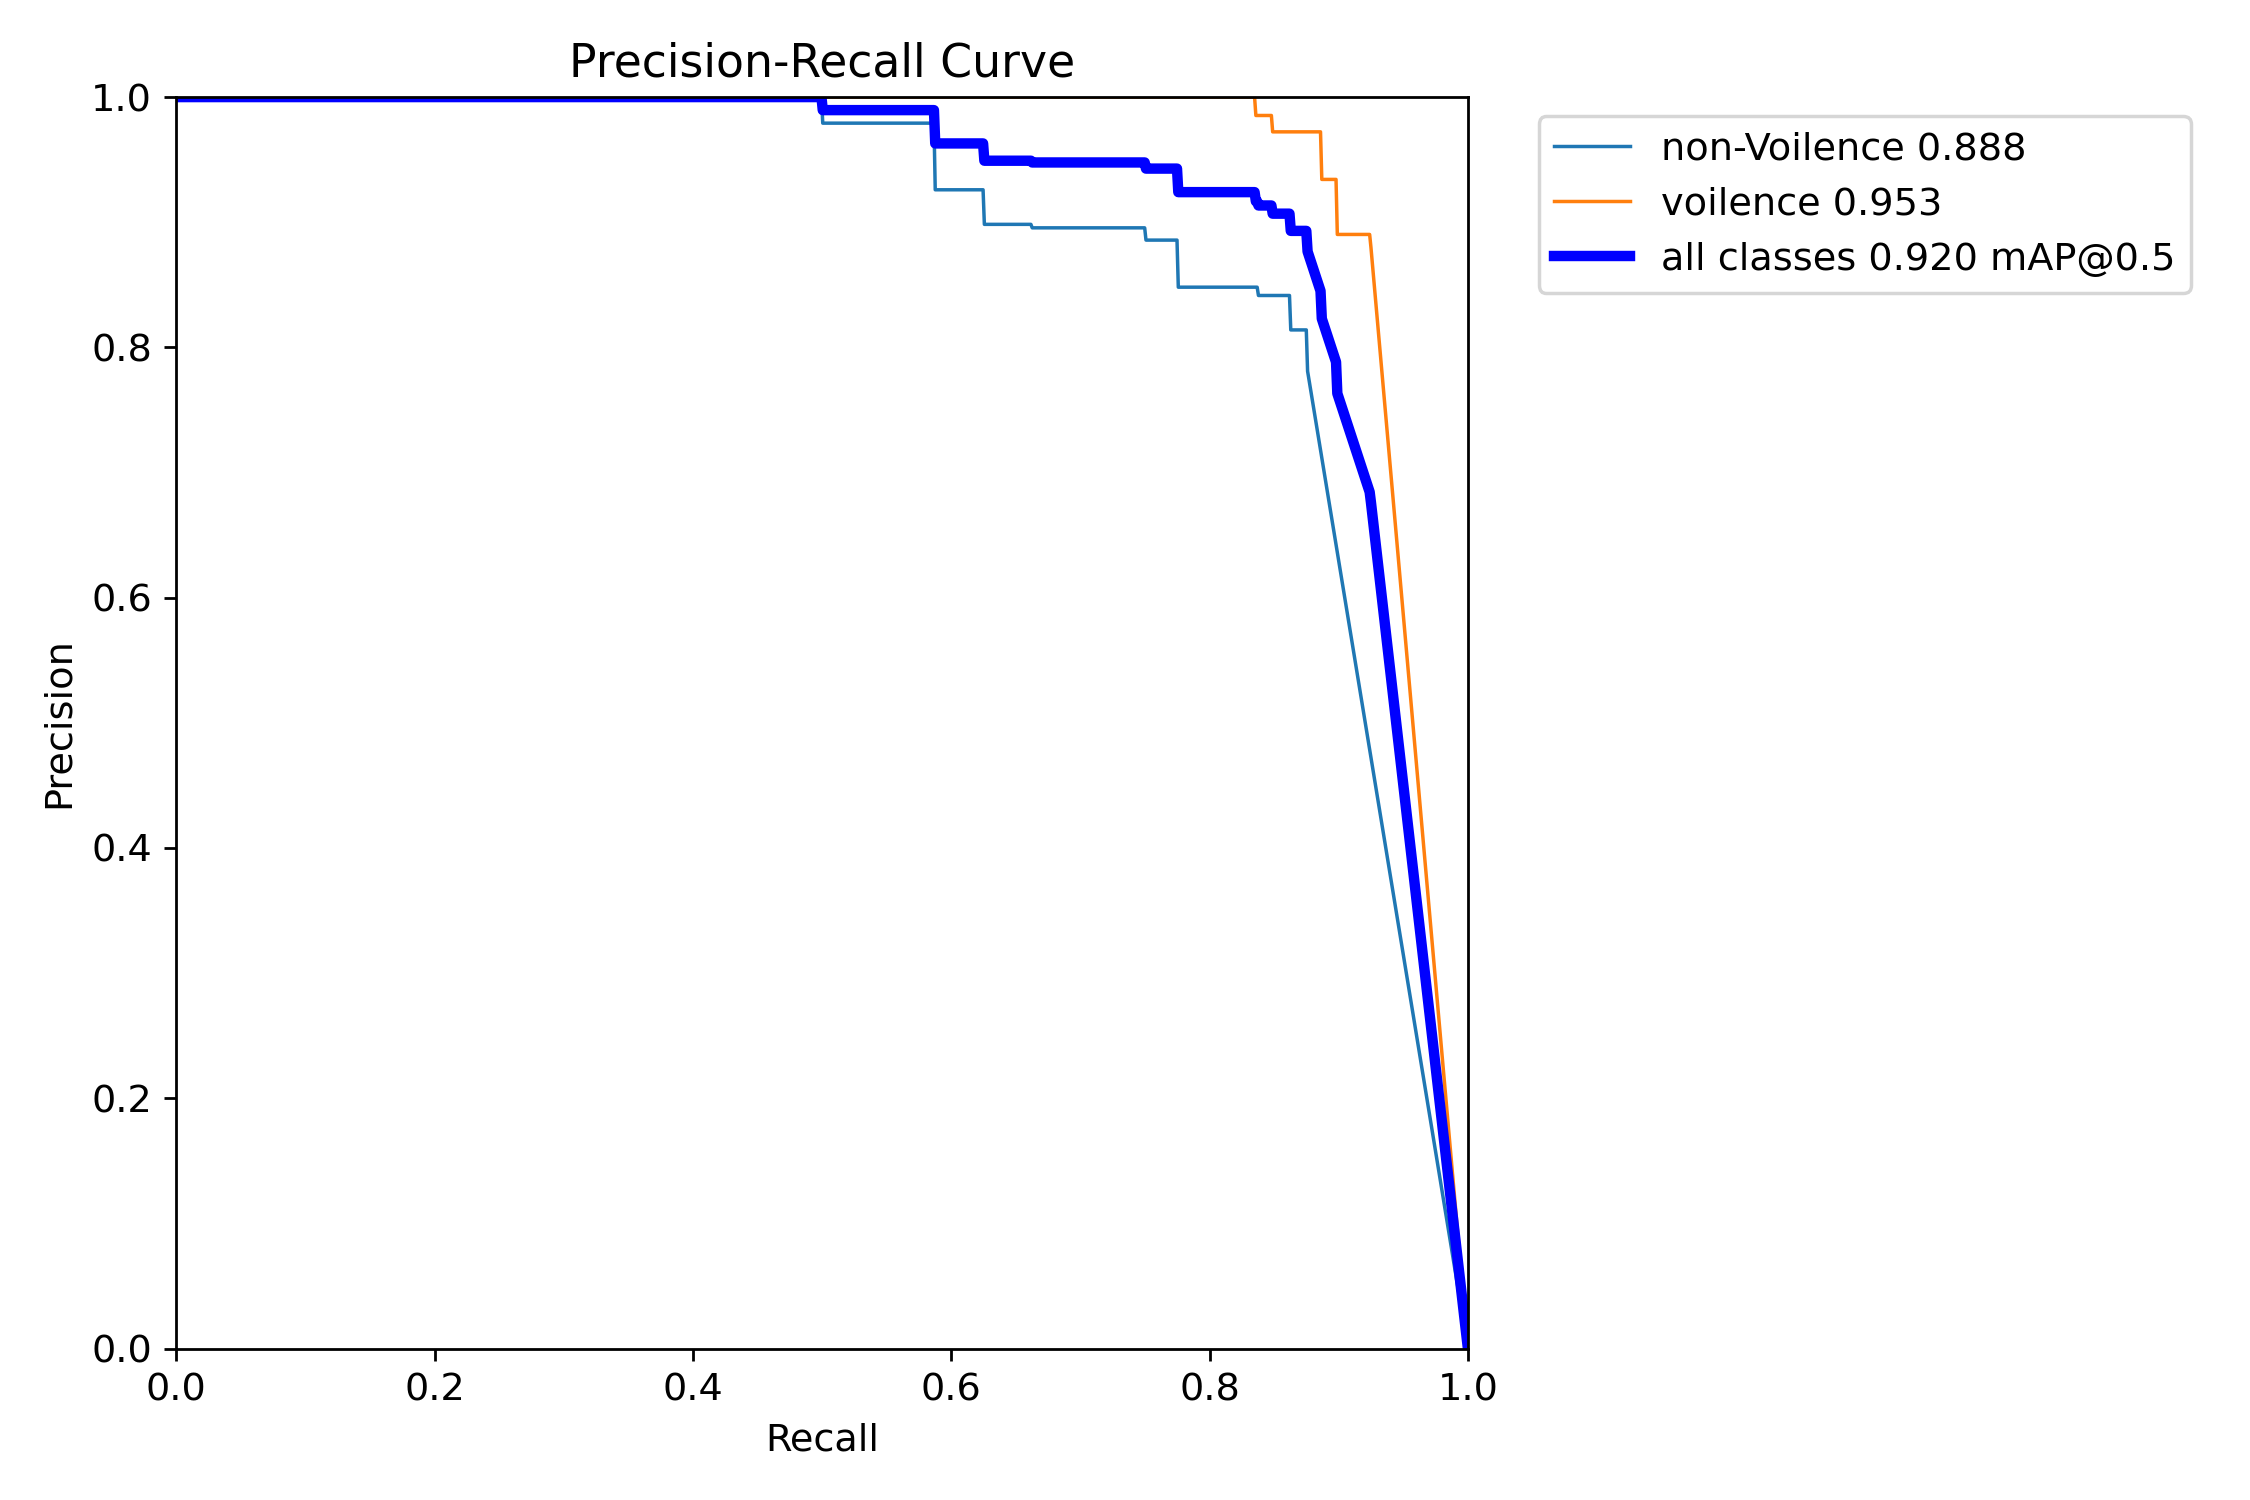 Precision-Recall Curve
1.0
0.8
0.6
0.4
0.2
0.0
Precision
0.0 0.2 0.4 0.6 0.8 1.0
Recall
non-Voilence 0.888
voilence 0.953
all classes 0.920 mAP@0.5